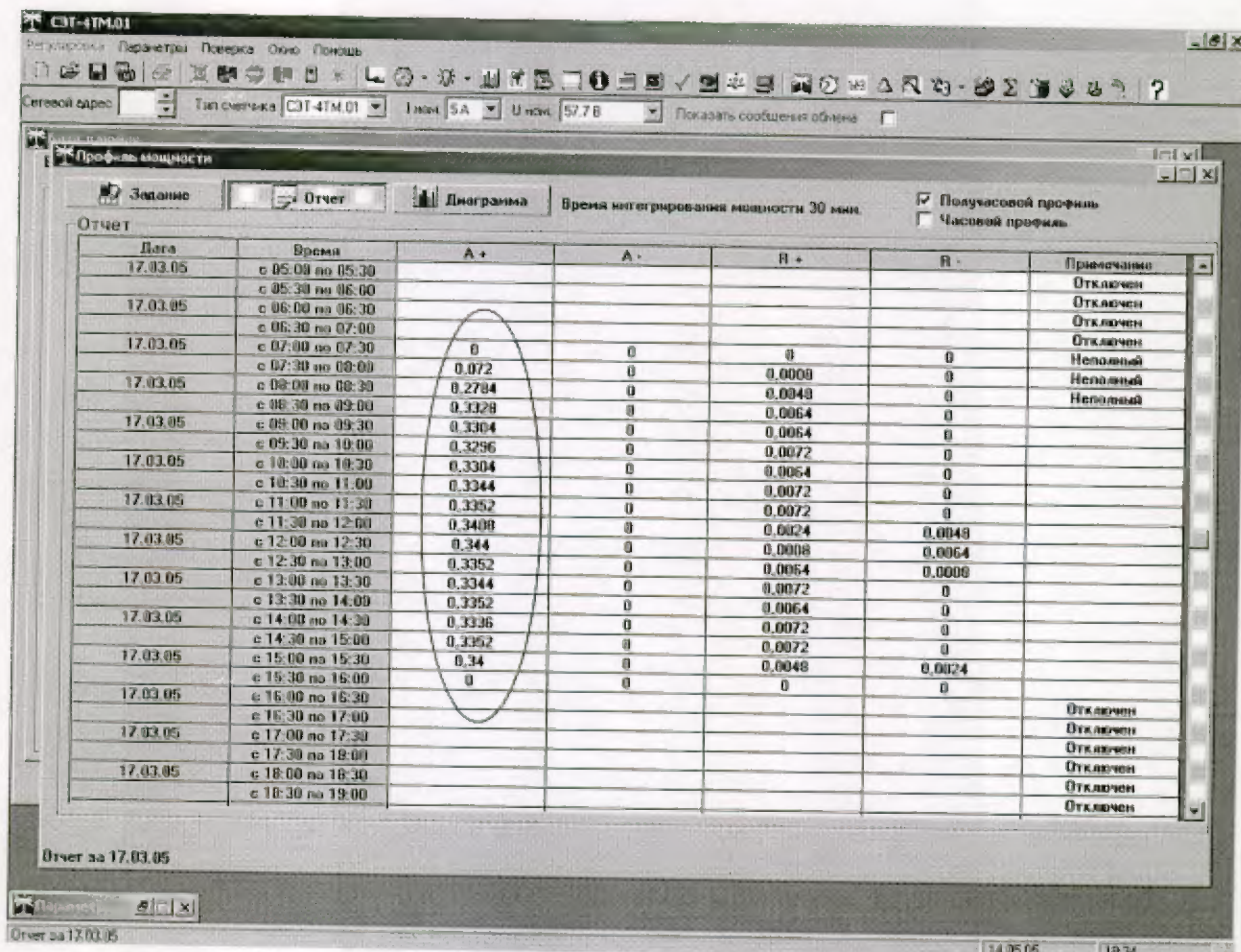 СЭТ-4ТМ.01
Регулировка Параметры Поверка Окно Помощь
Сетевой адрес Тип счетчика СЭТ-4ТМ.01 I ном. 5 А U ном. 57.7 В Показать сообщения обмена
Профиль мощности
Задание Отчет Диаграмма Время интегрирования мощности 30 мин. Получасовой профиль
Часовой профиль
Отчет
Дата Время A + A - R + R - Примечание
17.03.05 с 05:00 по 05:30 Отключен
с 05:30 по 06:00 Отключен
17.03.05 с 06:00 по 06:30 Отключен
с 06:30 по 07:00 Отключен
17.03.05 с 07:00 по 07:30 0 0 0 0 Неполный
с 07:30 по 08:00 0,072 0 0,0008 0 Неполный
17.03.05 с 08:00 по 08:30 0,2784 0 0,0048 0 Неполный
с 08:30 по 09:00 0,3328 0 0,0064 0
17.03.05 с 09:00 по 09:30 0,3304 0 0,0064 0
с 09:30 по 10:00 0,3296 0 0,0072 0
17.03.05 с 10:00 по 10:30 0,3304 0 0,0064 0
с 10:30 по 11:00 0,3344 0 0,0072 0
17.03.05 с 11:00 по 11:30 0,3352 0 0,0072 0
с 11:30 по 12:00 0,3408 0 0,0024 0,0048
17.03.05 с 12:00 по 12:30 0,344 0 0,0008 0,0064
с 12:30 по 13:00 0,3352 0 0,0064 0,0008
17.03.05 с 13:00 по 13:30 0,3344 0 0,0072 0
с 13:30 по 14:00 0,3352 0 0,0064 0
17.03.05 с 14:00 по 14:30 0,3336 0 0,0072 0
с 14:30 по 15:00 0,3352 0 0,0072 0
17.03.05 с 15:00 по 15:30 0,34 0 0,0048 0,0024
с 15:30 по 16:00 0 0 0 0
17.03.05 с 16:00 по 16:30 Отключен
с 16:30 по 17:00 Отключен
17.03.05 с 17:00 по 17:30 Отключен
с 17:30 по 18:00 Отключен
17.03.05 с 18:00 по 18:30 Отключен
с 18:30 по 19:00 Отключен
Отчет за 17.03.05
Отчет за 17.03.05 14.05.05